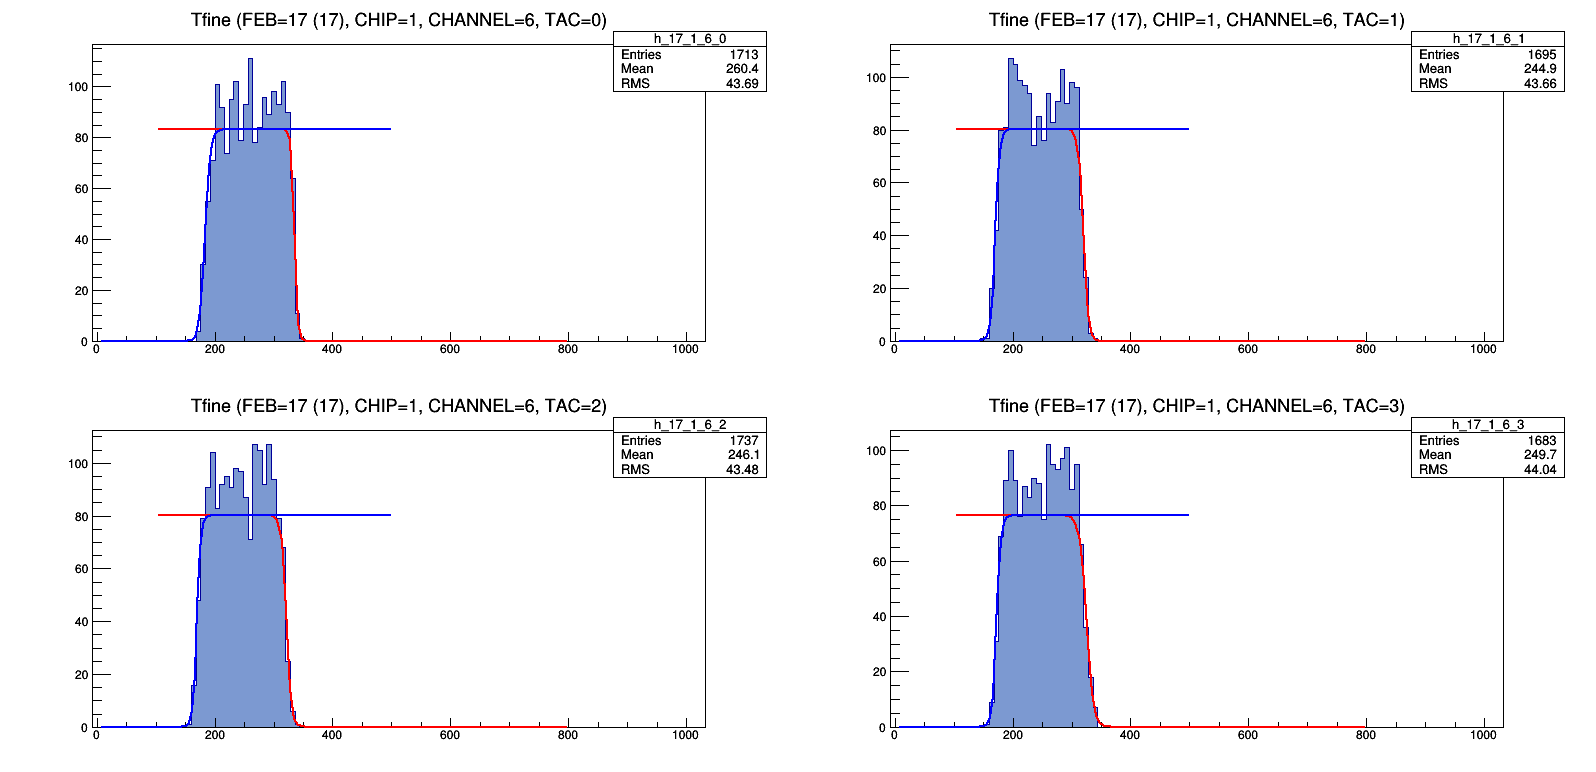 Tfine (FEB=17 (17), CHIP=1, CHANNEL=6, TAC=0)
h_17_1_6_0
Entries 1713
Mean 260.4
RMS 43.69
100
80
60
40
20
0
0 200 400 600 800 1000
Tfine (FEB=17 (17), CHIP=1, CHANNEL=6, TAC=1)
h_17_1_6_1
Entries 1695
Mean 244.9
RMS 43.66
100
80
60
40
20
0
0 200 400 600 800 1000
Tfine (FEB=17 (17), CHIP=1, CHANNEL=6, TAC=2)
h_17_1_6_2
Entries 1737
Mean 246.1
RMS 43.48
100
80
60
40
20
0
0 200 400 600 800 1000
Tfine (FEB=17 (17), CHIP=1, CHANNEL=6, TAC=3)
h_17_1_6_3
Entries 1683
Mean 249.7
RMS 44.04
100
80
60
40
20
0
0 200 400 600 800 1000